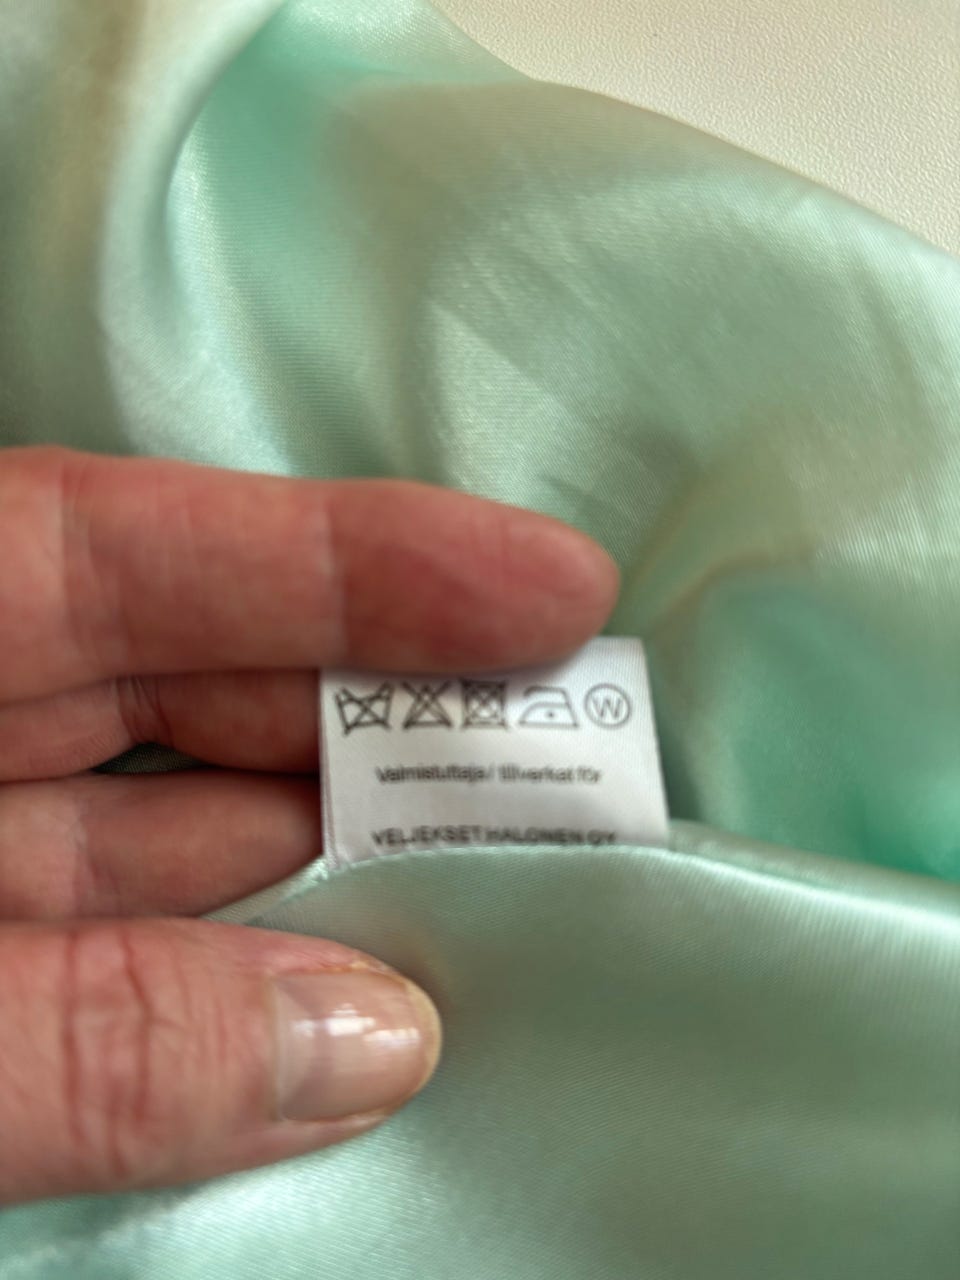 W
Valmistuttaja/ tillverkat för
VELJEKSET HALONEN OY